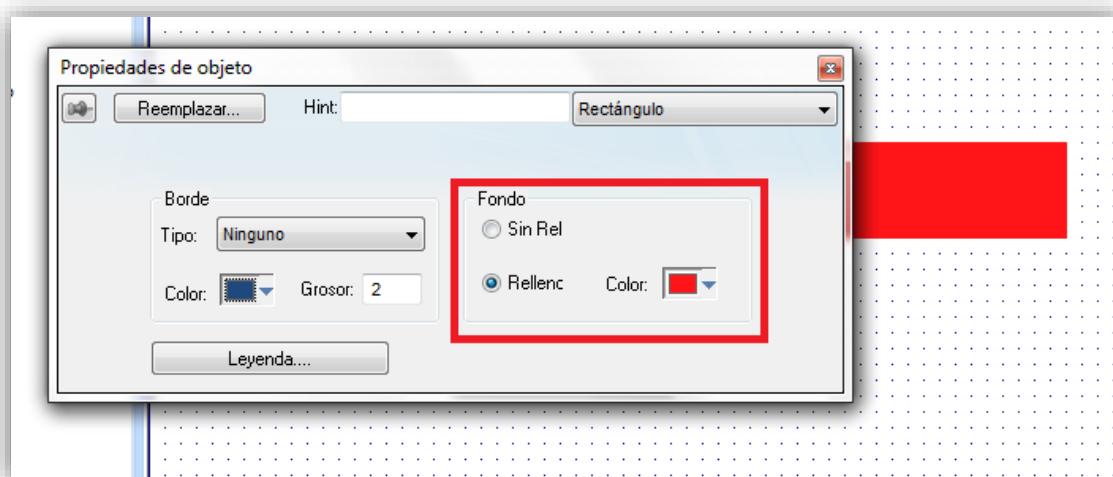 Propiedades de objeto
Reemplazar... Hint: Rectángulo
Borde
Tipo: Ninguno
Color: Grosor: 2
Fondo
Sin Rel
Rellenc Color:
Leyenda....